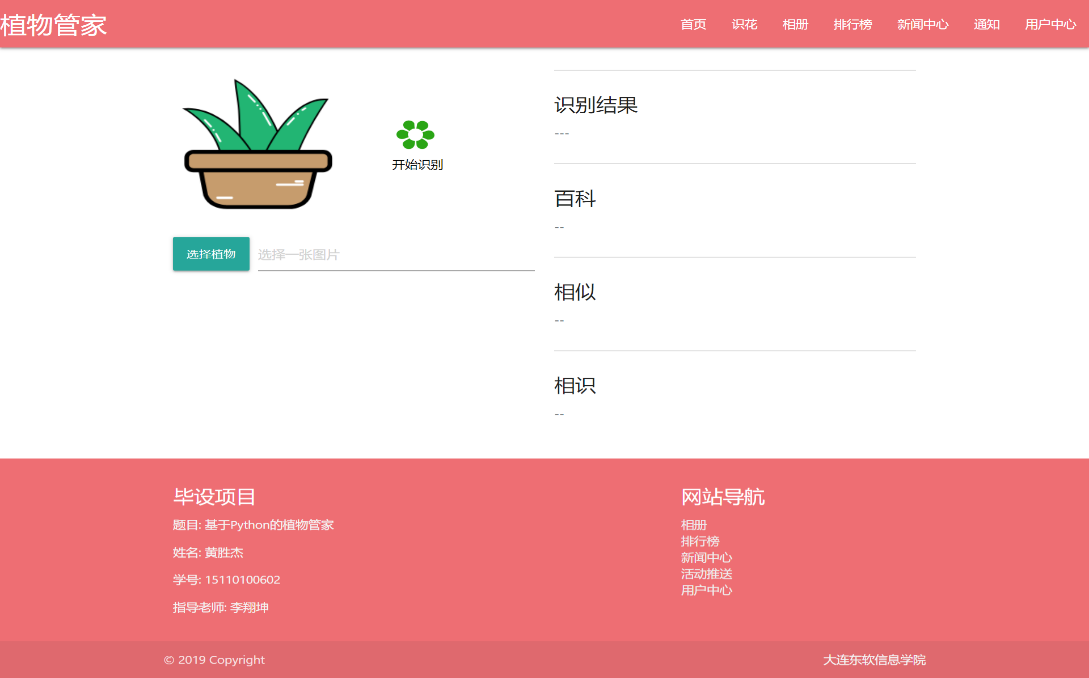 植物管家
首页 识花 相册 排行榜 新闻中心 通知 用户中心
开始识别
选择植物 选择一张图片
识别结果
---
百科
--
相似
--
相识
--
毕设项目
题目: 基于Python的植物管家
姓名: 黄胜杰
学号: 15110100602
指导老师: 李翔坤
网站导航
相册
排行榜
新闻中心
活动推送
用户中心
© 2019 Copyright
大连东软信息学院